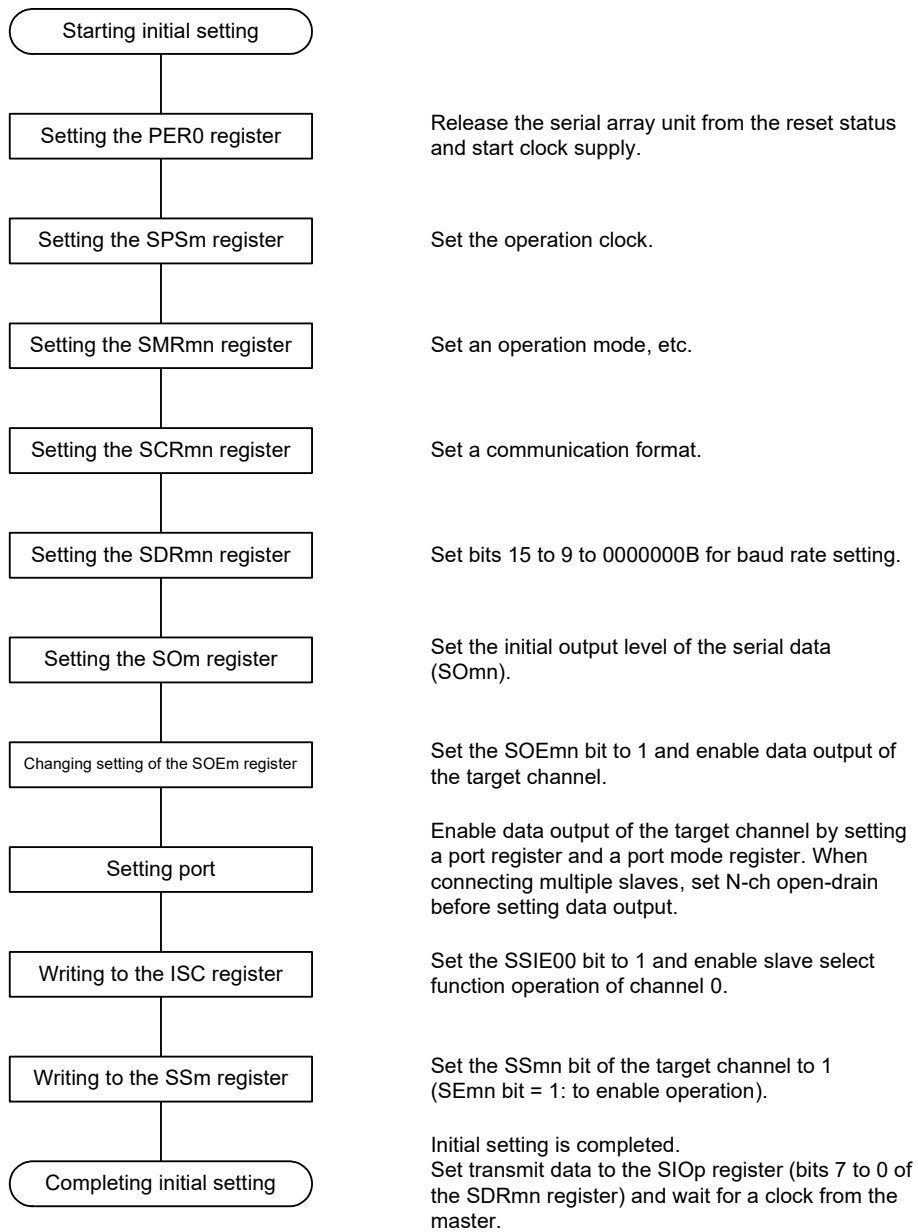 Starting initial setting
Setting the PER0 register
Release the serial array unit from the reset status
and start clock supply.
Setting the SPSm register
Set the operation clock.
Setting the SMRmn register
Set an operation mode, etc.
Setting the SCRmn register
Set a communication format.
Setting the SDRmn register
Set bits 15 to 9 to 0000000B for baud rate setting.
Setting the SOm register
Set the initial output level of the serial data
(SOmn).
Changing setting of the SOEm register
Set the SOEmn bit to 1 and enable data output of
the target channel.
Setting port
Enable data output of the target channel by setting
a port register and a port mode register. When
connecting multiple slaves, set N-ch open-drain
before setting data output.
Writing to the ISC register
Set the SSIE00 bit to 1 and enable slave select
function operation of channel 0.
Writing to the SSm register
Set the SSmn bit of the target channel to 1
(SEmn bit = 1: to enable operation).
Completing initial setting
Initial setting is completed.
Set transmit data to the SIOp register (bits 7 to 0 of
the SDRmn register) and wait for a clock from the
master.